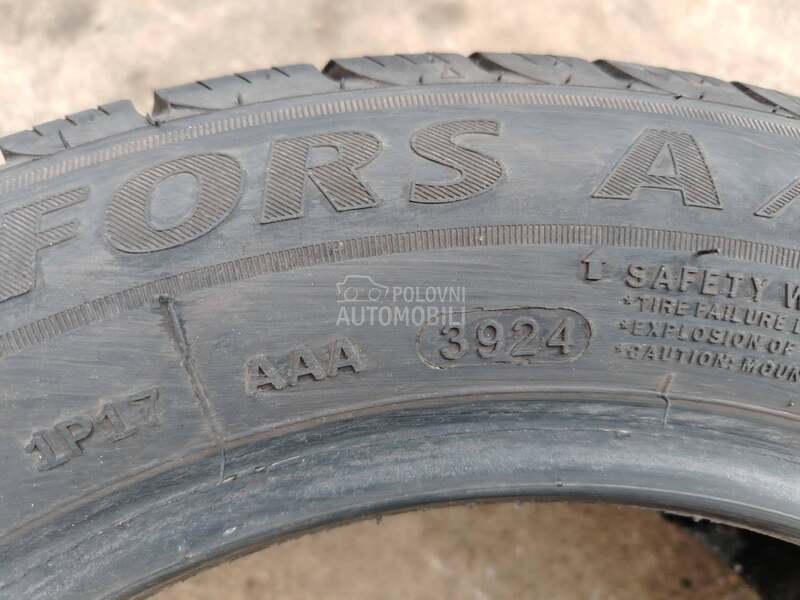 FORS A
POLOVNI
AUTOMOBILI
1P17 AAA 3924
SAFETY W
*TIRE FAILURE
*EXPLOSION OF
*CAUTION: MOUN